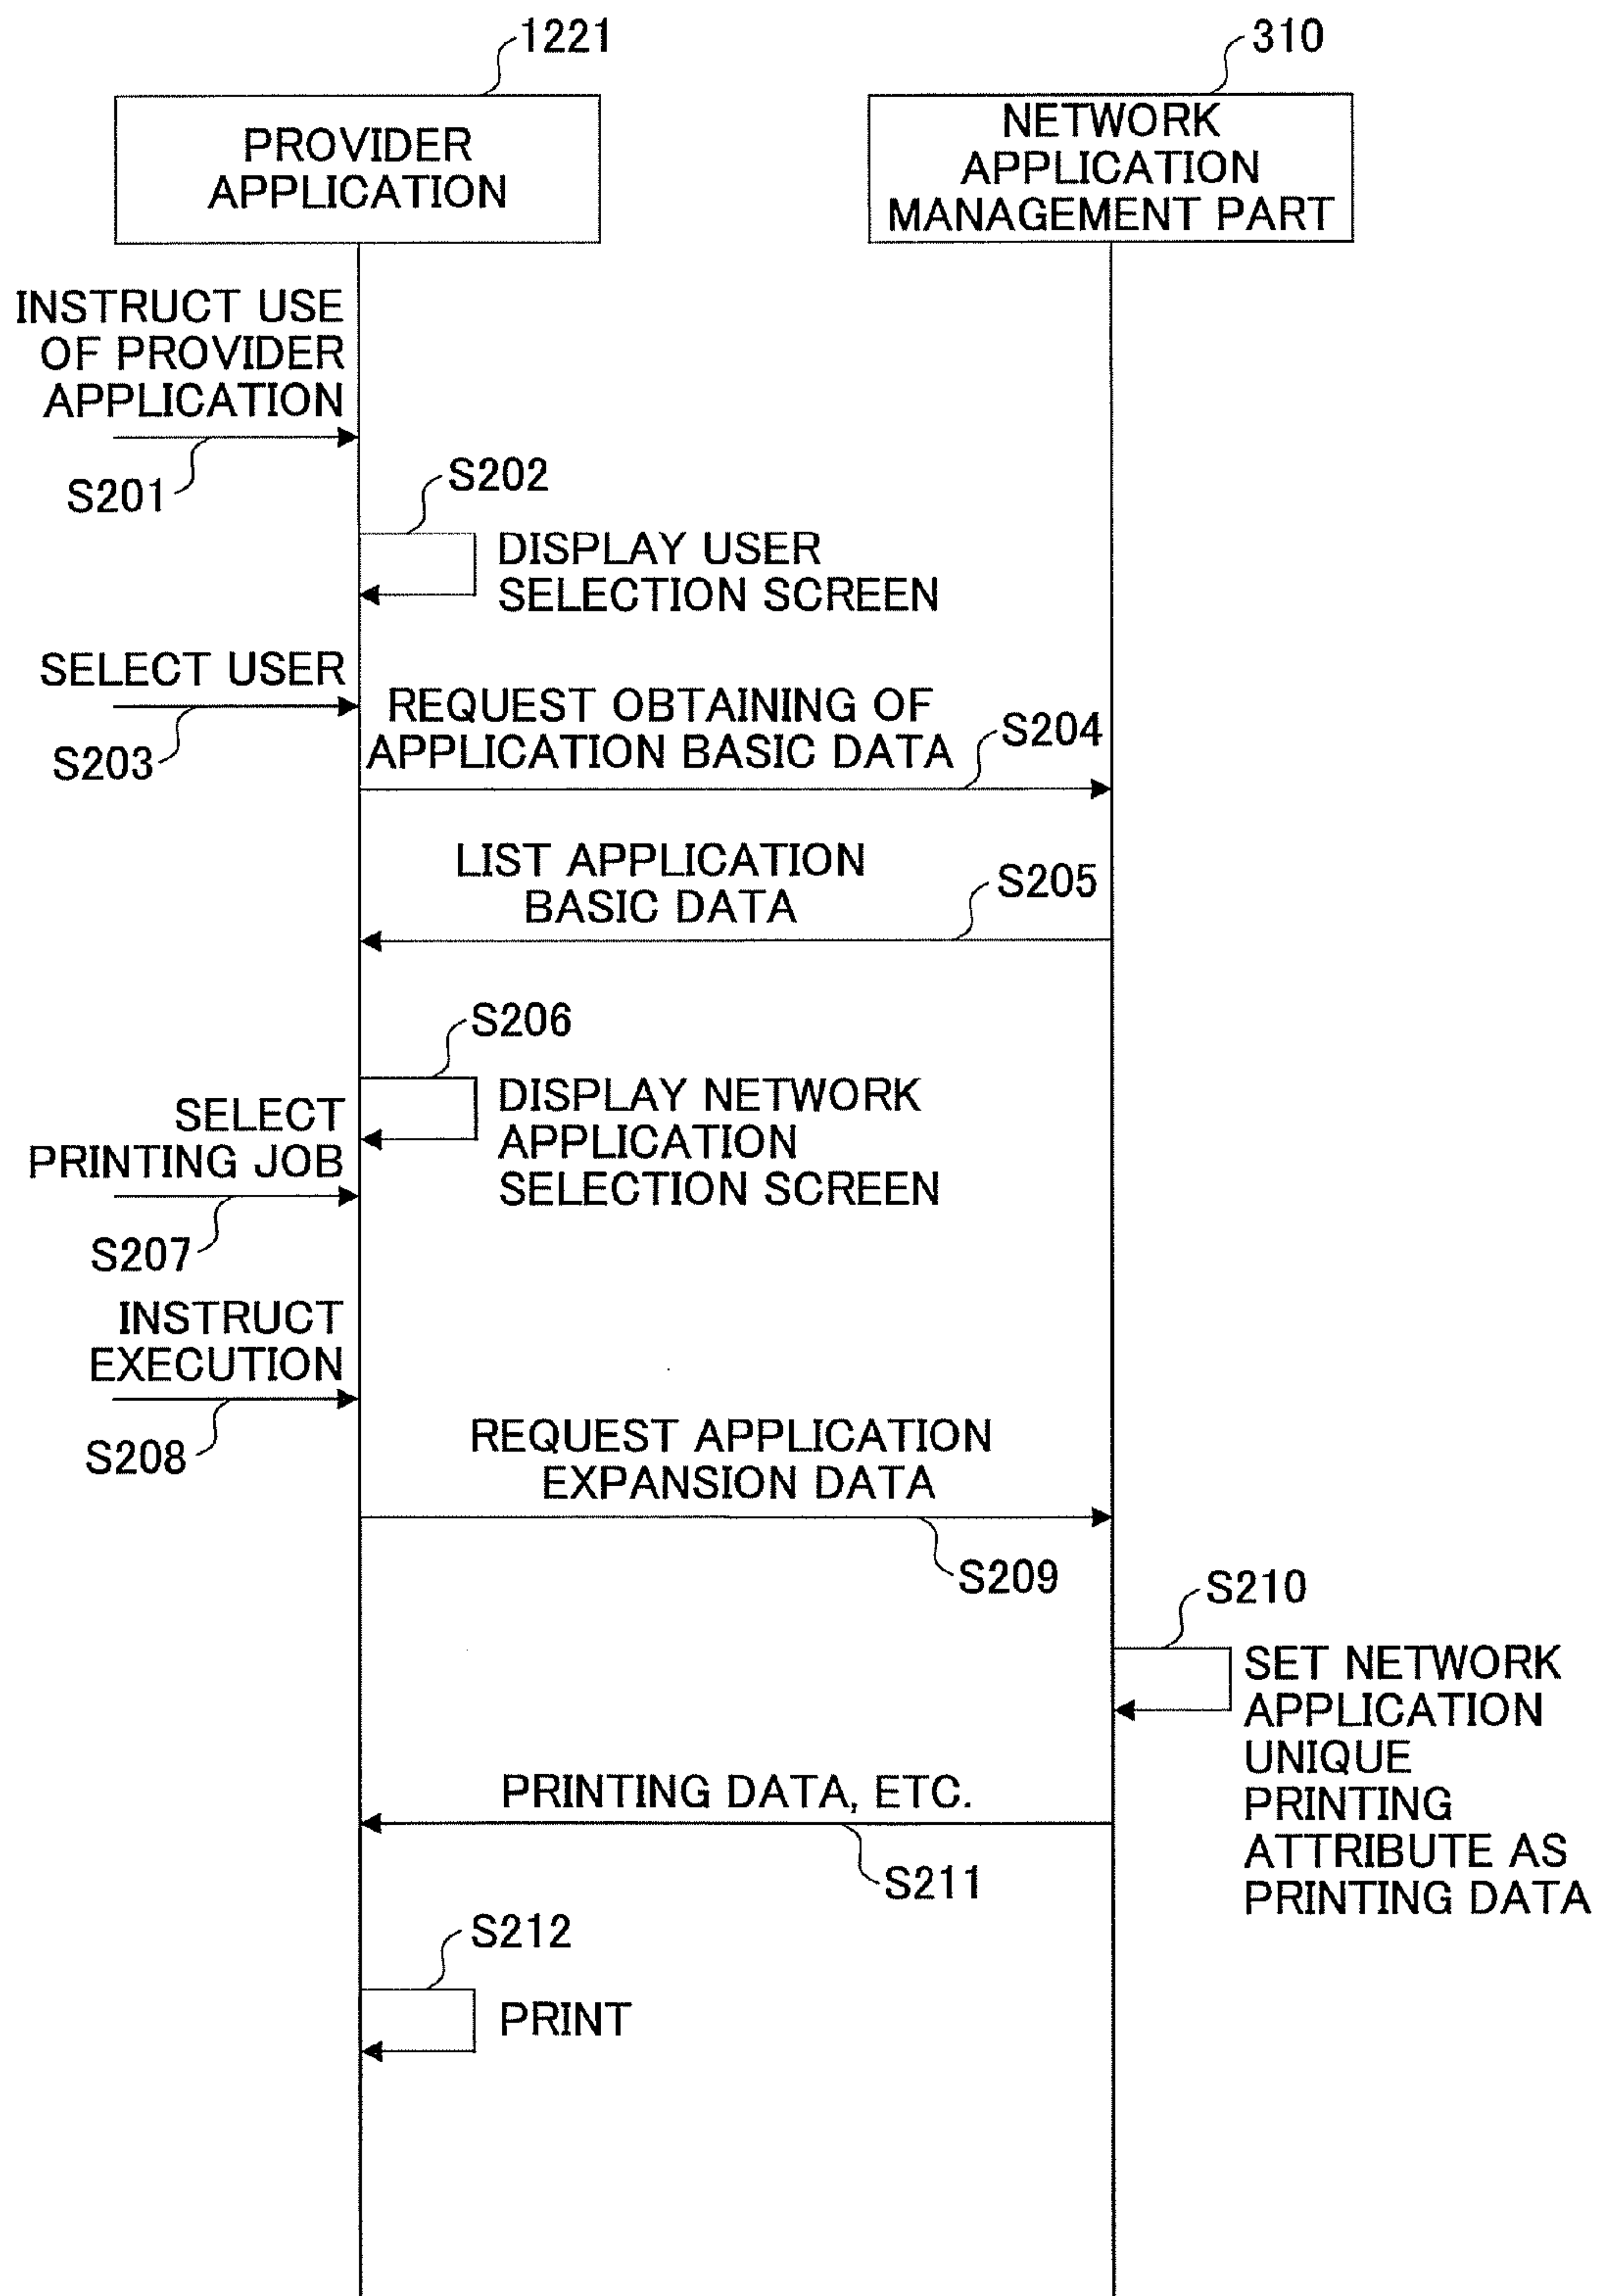 1221
310
PROVIDER
APPLICATION
NETWORK
APPLICATION
MANAGEMENT PART
INSTRUCT USE
OF PROVIDER
APPLICATION
S201
S202
DISPLAY USER
SELECTION SCREEN
SELECT USER
S203
REQUEST OBTAINING OF
APPLICATION BASIC DATA
S204
LIST APPLICATION
BASIC DATA
S205
S206
DISPLAY NETWORK
APPLICATION
SELECTION SCREEN
SELECT
PRINTING JOB
S207
INSTRUCT
EXECUTION
S208
REQUEST APPLICATION
EXPANSION DATA
S209
S210
SET NETWORK
APPLICATION
UNIQUE
PRINTING
ATTRIBUTE AS
PRINTING DATA
PRINTING DATA, ETC.
S211
S212
PRINT